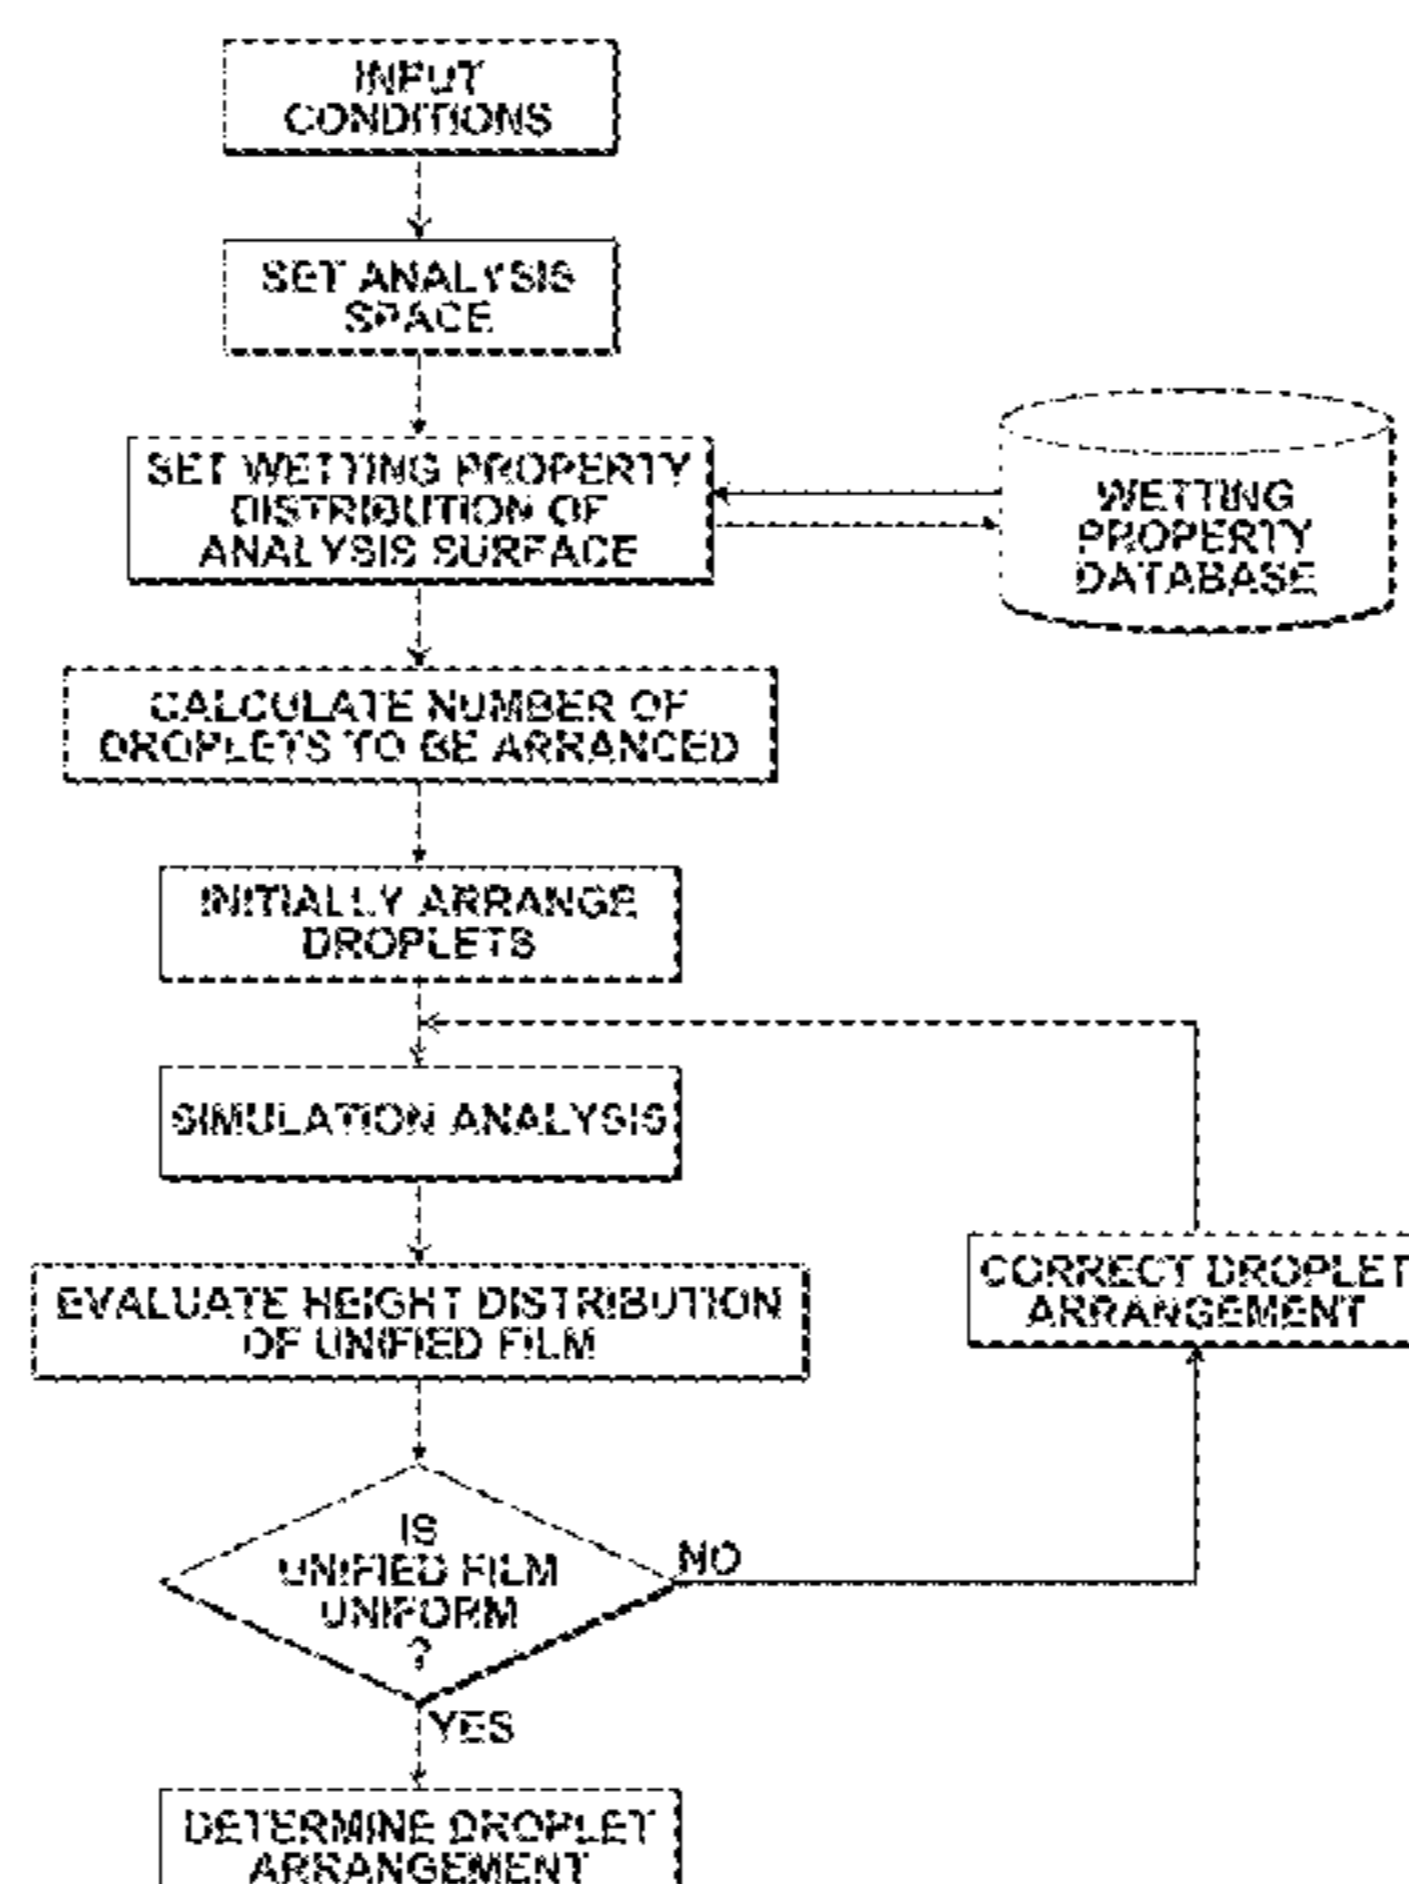 INPUT
CONDITIONS
SET ANALYSIS
SPACE
SET WETTING PROPERTY
DISTRIBUTION OF
ANALYSIS SURFACE
WETTING
PROPERTY
DATABASE
CALCULATE NUMBER OF
DROPLETS TO BE ARRANGED
INITIALLY ARRANGE
DROPLETS
SIMULATION ANALYSIS
EVALUATE HEIGHT DISTRIBUTION
OF UNIFIED FILM
CORRECT DROPLET
ARRANGEMENT
IS
UNIFIED FILM
UNIFORM
?
NO
YES
DETERMINE DROPLET
ARRANGEMENT